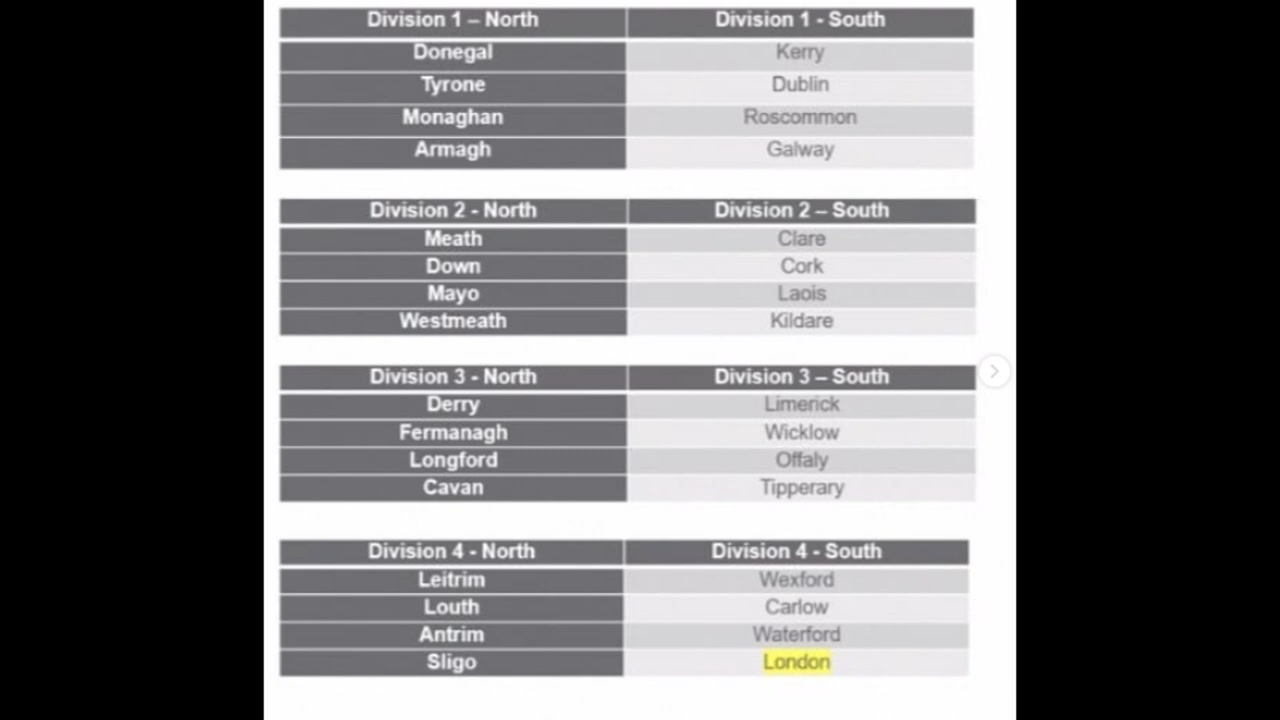 Division 1 – North Division 1 - South
Donegal Kerry
Tyrone Dublin
Monaghan Roscommon
Armagh Galway
Division 2 - North Division 2 – South
Meath Clare
Down Cork
Mayo Laois
Westmeath Kildare
Division 3 - North Division 3 – South
Derry Limerick
Fermanagh Wicklow
Longford Offaly
Cavan Tipperary
Division 4 - North Division 4 - South
Leitrim Wexford
Louth Carlow
Antrim Waterford
Sligo London